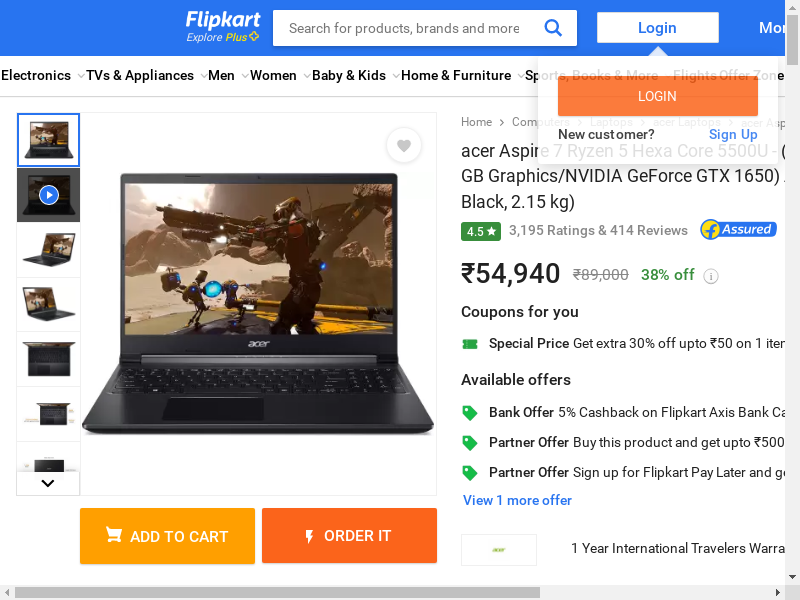 Flipkart
Explore Plus
Search for products, brands and more
Login
Mor
Electronics
TVs & Appliances
Men
Women
Baby & Kids
Home & Furniture
Sports, Books & More
Flights
Offer Zone
LOGIN
New customer?
Sign Up
Home
Computers
Laptops
acer Laptops
acer Asp
acer Aspire 7 Ryzen 5 Hexa Core 5500U - (
GB Graphics/NVIDIA GeForce GTX 1650)
Black, 2.15 kg)
4.5
3,195 Ratings & 414 Reviews
Assured
₹54,940
₹89,000
38% off
i
Coupons for you
Special Price Get extra 30% off upto ₹50 on 1 iter
Available offers
Bank Offer 5% Cashback on Flipkart Axis Bank Ca
Partner Offer Buy this product and get upto ₹500
Partner Offer Sign up for Flipkart Pay Later and ge
View 1 more offer
acer
ADD TO CART
ORDER IT
acer
1 Year International Travelers Warra